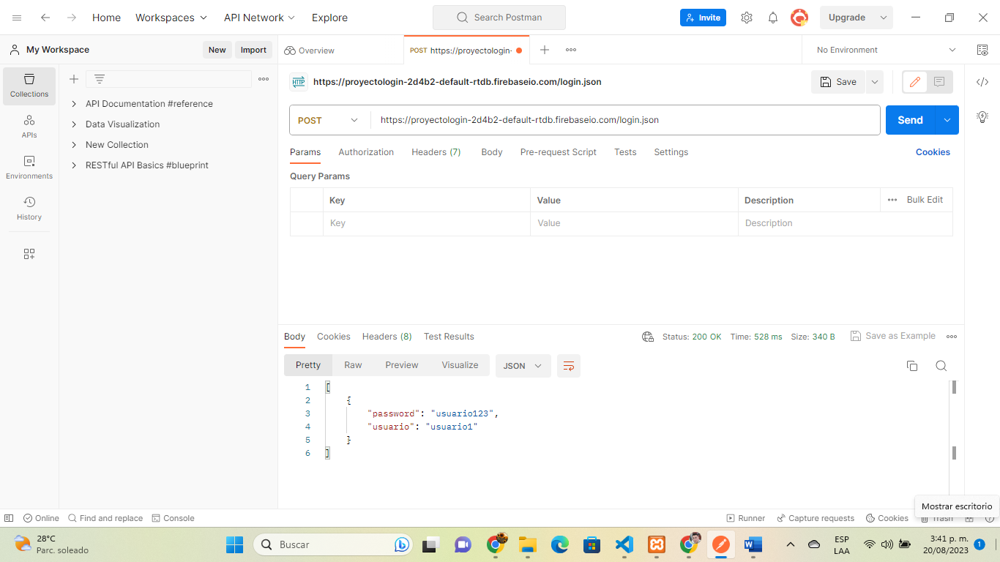 Home
Workspaces
API Network
Explore
Search Postman
Invite
Upgrade
My Workspace
New
Import
Overview
POST https://proyectologin-
No Environment
Collections
APIs
Environments
History
API Documentation #reference
Data Visualization
New Collection
RESTful API Basics #blueprint
HTTP
https://proyectologin-2d4b2-default-rtdb.firebaseio.com/login.json
Save
POST
https://proyectologin-2d4b2-default-rtdb.firebaseio.com/login.json
Send
Params
Authorization
Headers (7)
Body
Pre-request Script
Tests
Settings
Cookies
Query Params
Key
Value
Description
Bulk Edit
Key
Value
Description
Body
Cookies
Headers (8)
Test Results
Status: 200 OK
Time: 528 ms
Size: 340 B
Save as Example
Pretty
Raw
Preview
Visualize
JSON
1 [
2 {
3 "password": "usuario123",
4 "usuario": "usuario1"
5 }
6 ]
Mostrar escritorio
Online
Find and replace
Console
Runner
Capture requests
Cookies
Trash
28°C
Parc. soleado
Buscar
ESP
LAA
3:41 p. m.
20/08/2023
1